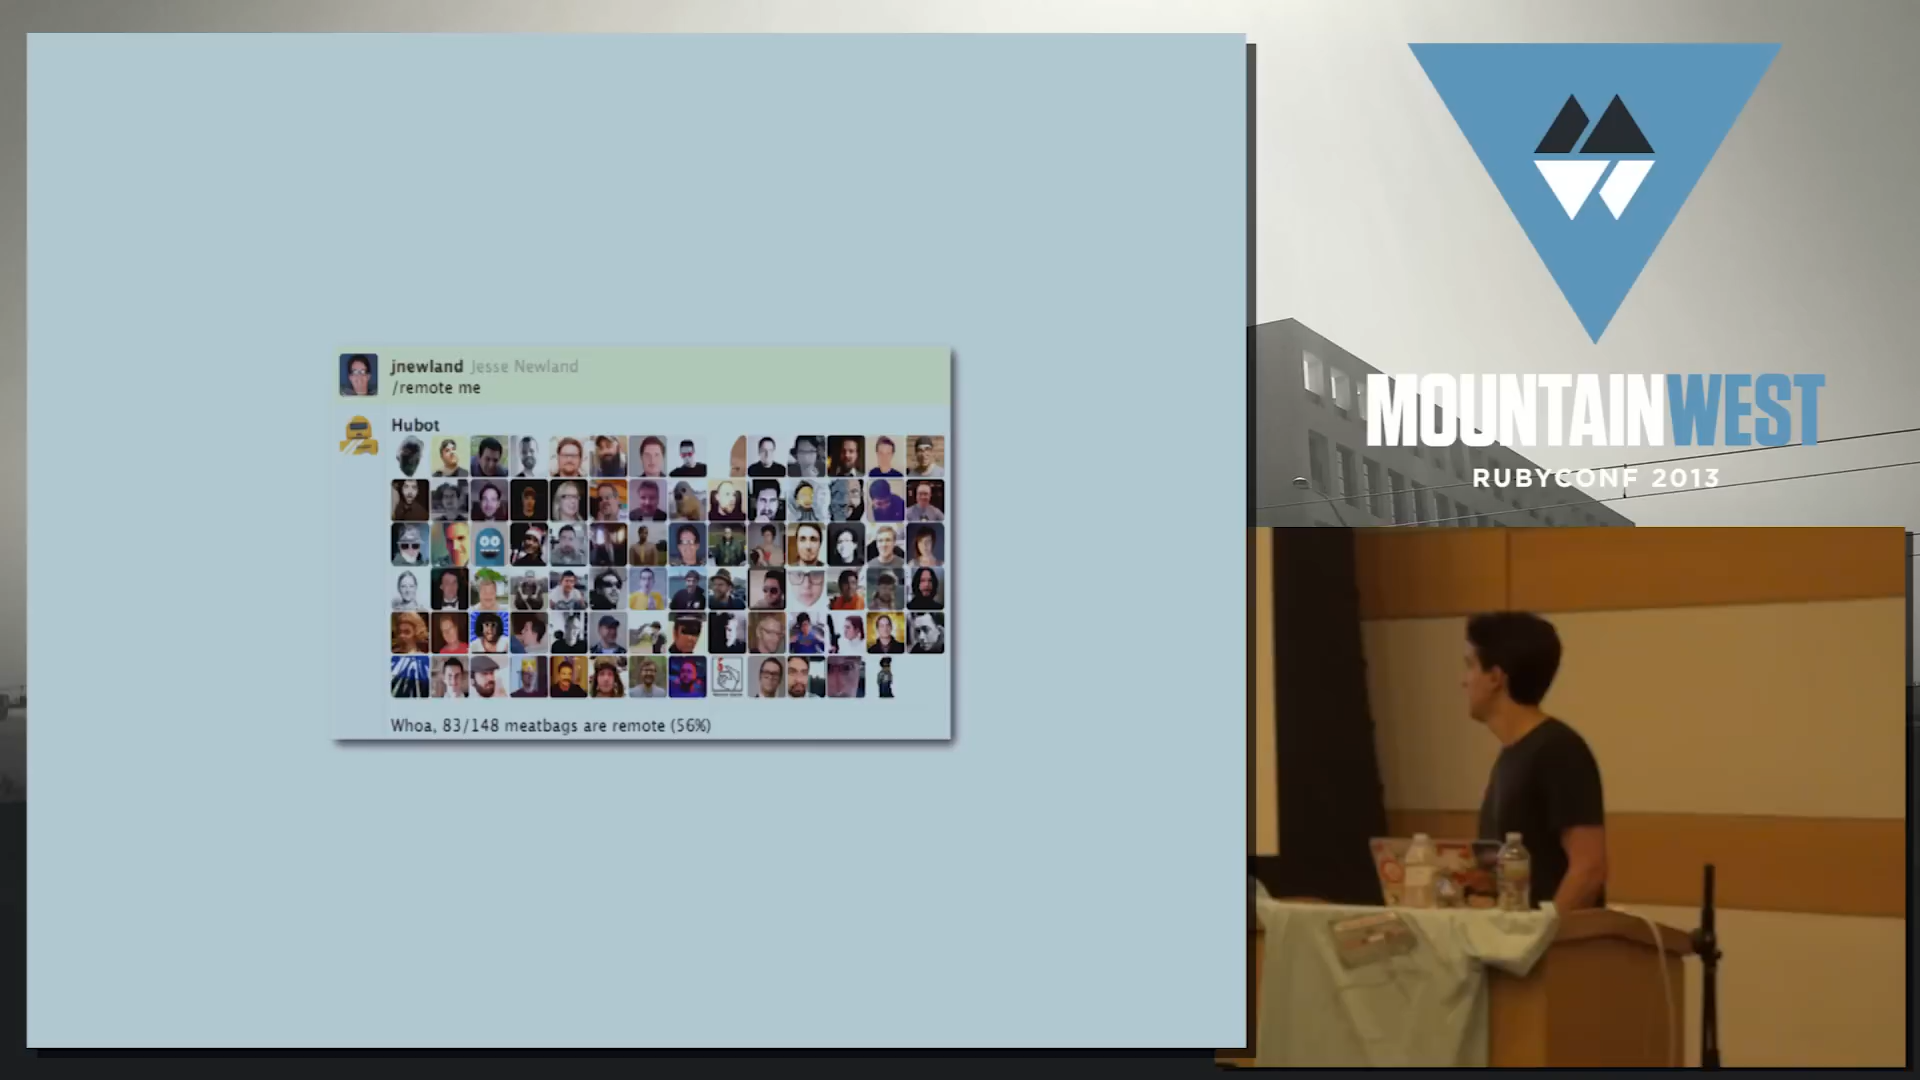 jnewland Jesse Newland
/remote me
Hubot
Whoa, 83/148 meatbags are remote (56%)
MOUNTAINWEST
RUBYCONF 2013